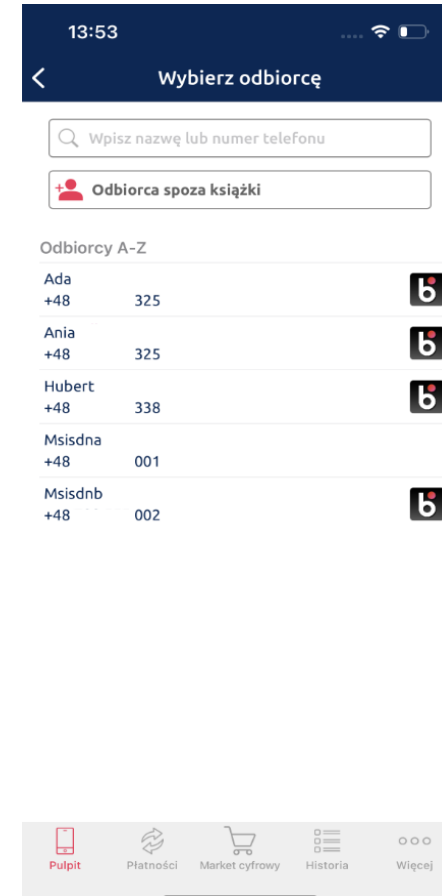 13:53
Wybierz odbiorcę
Wpisz nazwę lub numer telefonu
Odbiorca spoza książki
Odbiorcy A-Z
Ada
+48 325
Ania
+48 325
Hubert
+48 338
Msisdna
+48 001
Msisdnb
+48 002
Pulpit Płatności Market cyfrowy Historia Więcej